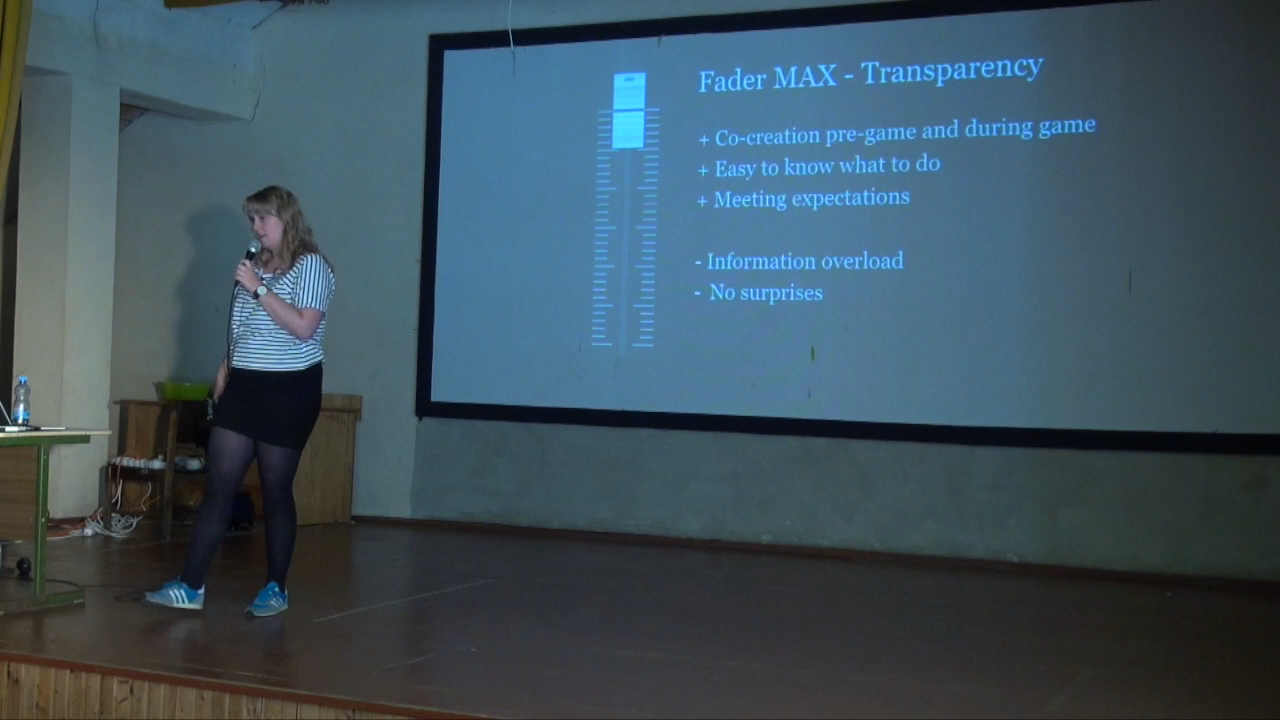 Fader MAX - Transparency
+ Co-creation pre-game and during game
+ Easy to know what to do
+ Meeting expectations
- Information overload
- No surprises